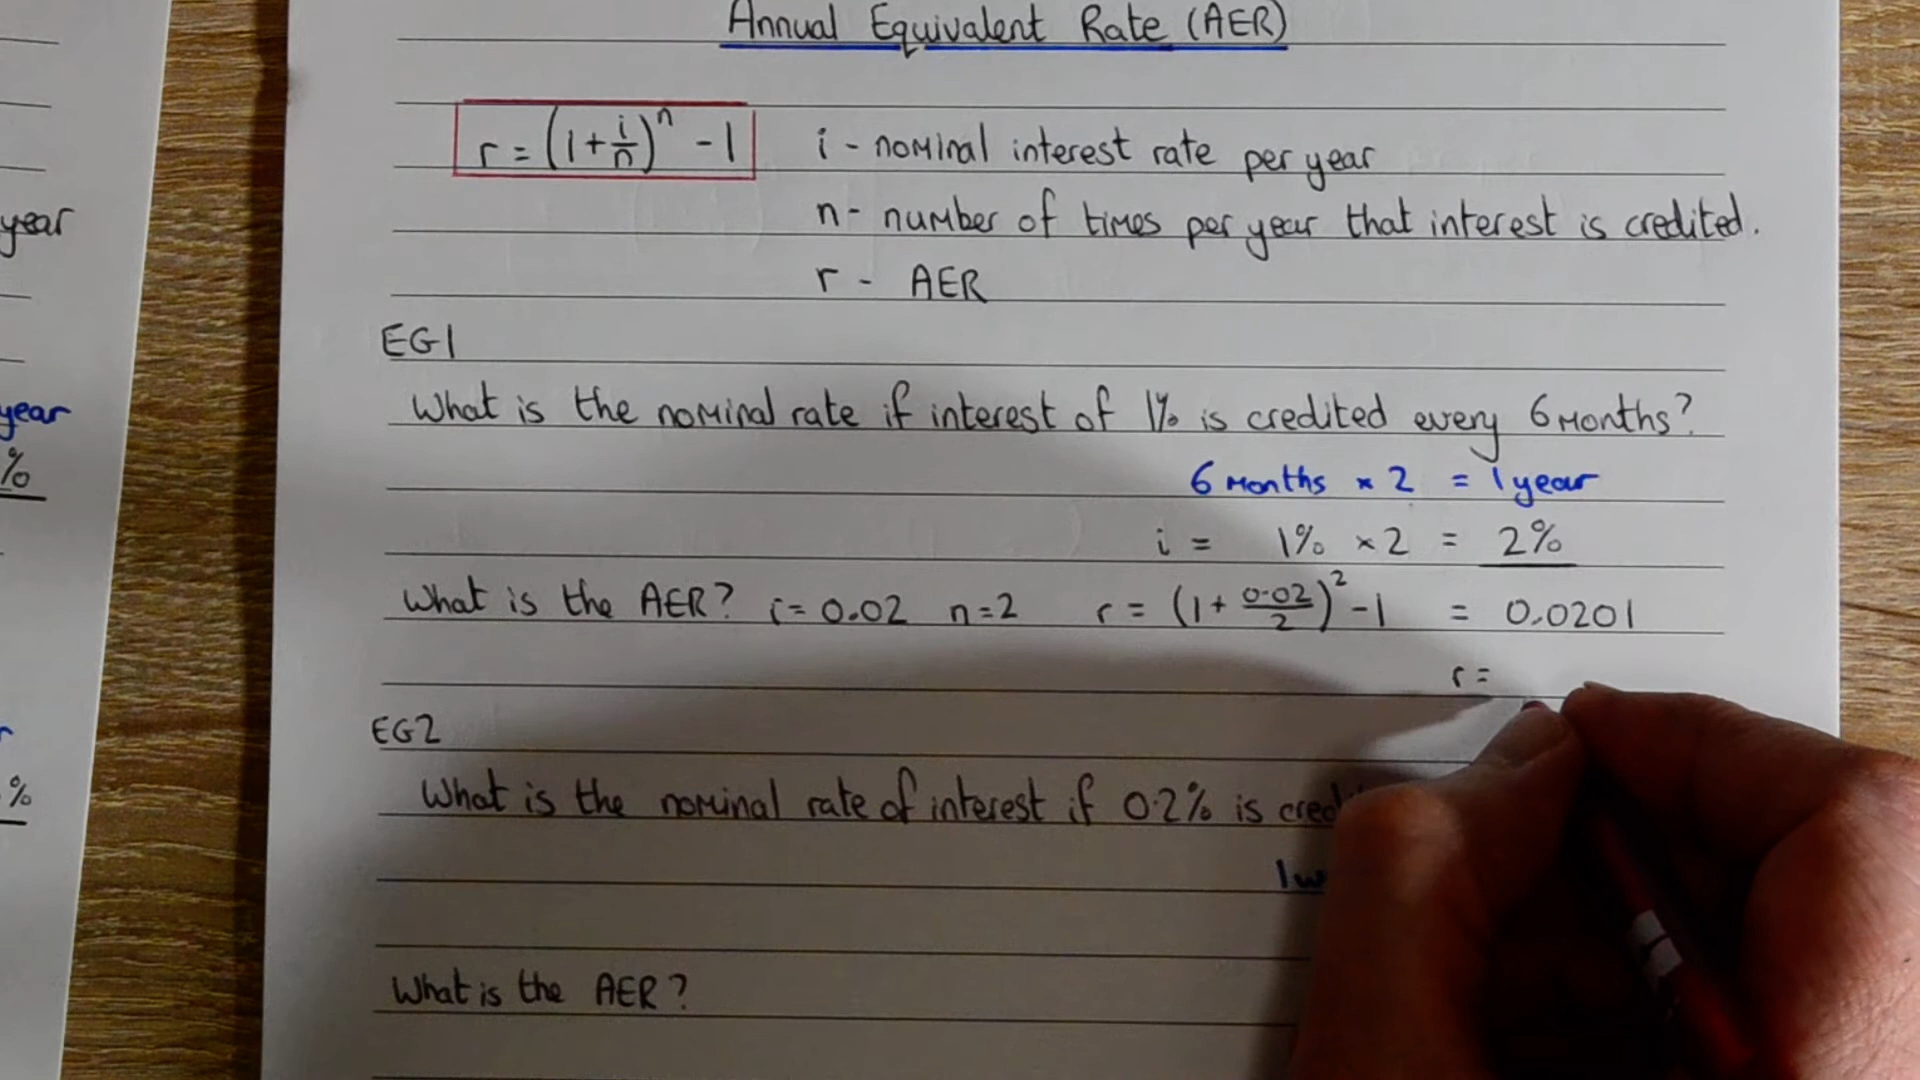 Annual Equivalent Rate (AER)
r = (1 + i/n)^n - 1
i - nominal interest rate per year
n - number of times per year that interest is credited.
r - AER
year
EG1
What is the nominal rate if interest of 1% is credited every 6 months?
year
6 months × 2 = 1 year
%
i = 1% × 2 = 2%
What is the AER? i = 0.02 n = 2 r = (1 + 0.02/2)^2 - 1 = 0.0201
r =
EG2
What is the nominal rate of interest if 0.2% is
%
1
What is the AER?